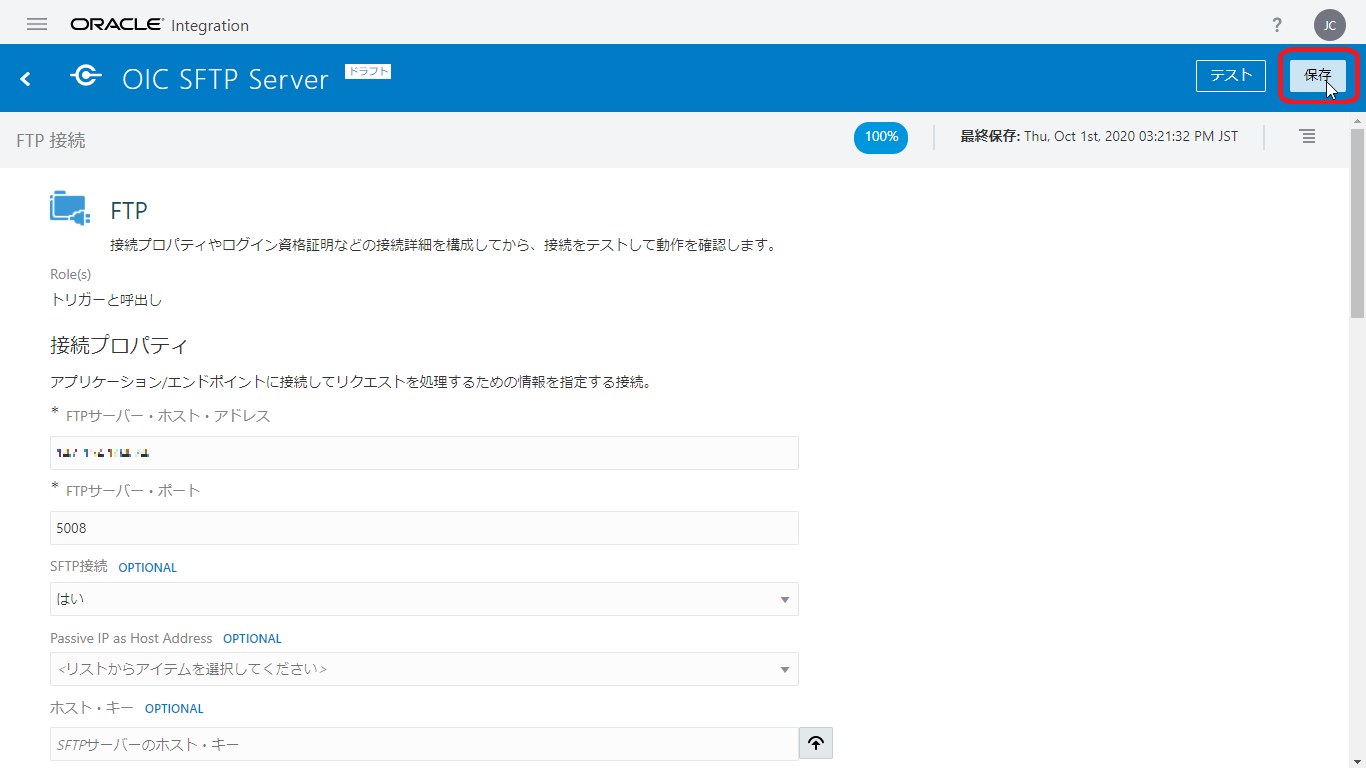 ORACLE Integration
?
JC
OIC SFTP Server ドラフト
テスト
保存
FTP 接続
100%
最終保存: Thu, Oct 1st, 2020 03:21:32 PM JST
FTP
接続プロパティやログイン資格証明などの接続詳細を構成してから、接続をテストして動作を確認します。
Role(s)
トリガーと呼出し
接続プロパティ
アプリケーション/エンドポイントに接続してリクエストを処理するための情報を指定する接続。
* FTPサーバー・ホスト・アドレス
* FTPサーバー・ポート
5008
SFTP接続 OPTIONAL
はい
Passive IP as Host Address OPTIONAL
<リストからアイテムを選択してください>
ホスト・キー OPTIONAL
SFTPサーバーのホスト・キー